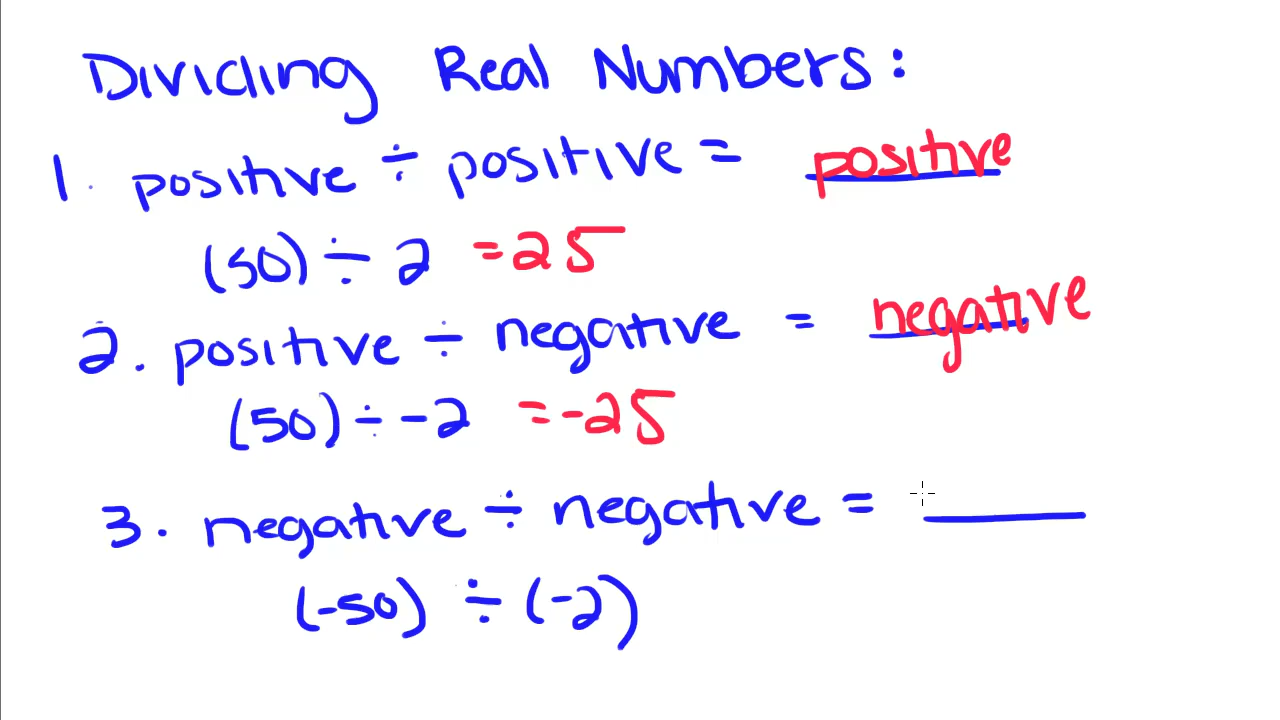 Dividing Real Numbers:
1. positive ÷ positive = positive
(50) ÷ 2 = 25
2. positive ÷ negative = negative
(50) ÷ -2 = -25
3. negative ÷ negative = ______
(-50) ÷ (-2)